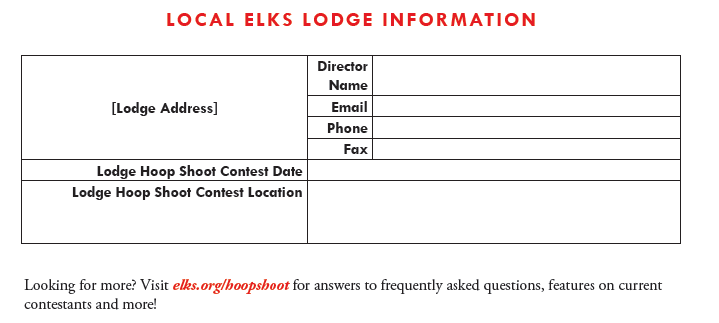 LOCAL ELKS LODGE INFORMATION
[Lodge Address]
Director
Name
Email
Phone
Fax
Lodge Hoop Shoot Contest Date
Lodge Hoop Shoot Contest Location
Looking for more? Visit elks.org/hoopshoot for answers to frequently asked questions, features on current
contestants and more!